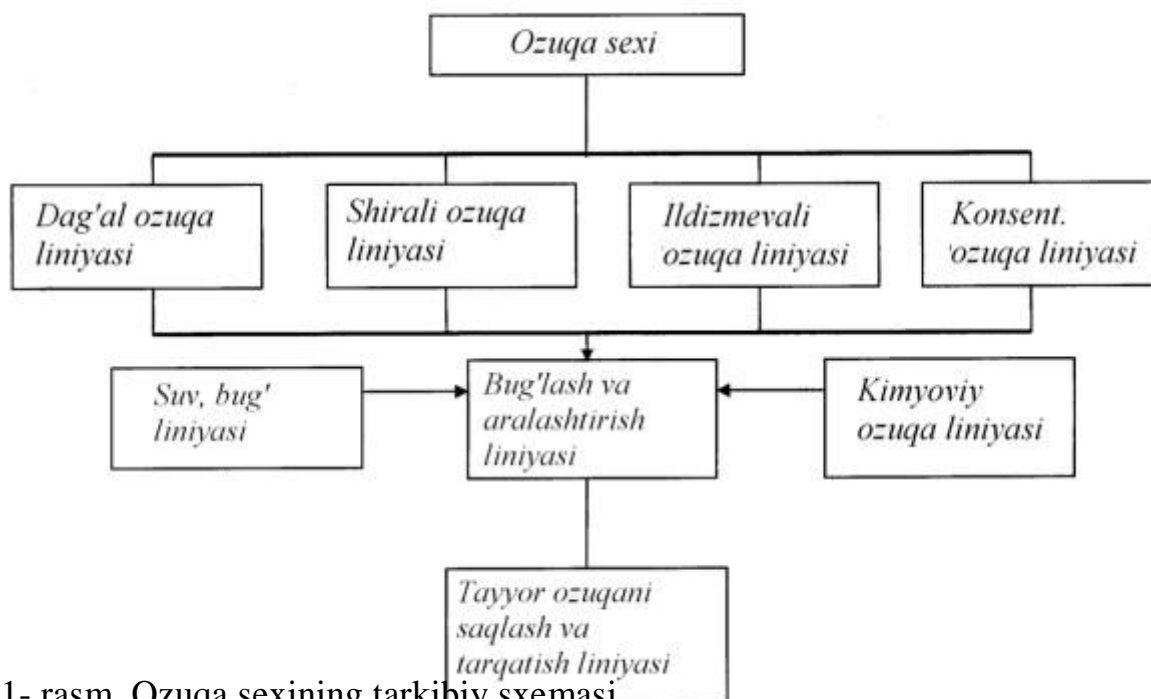 Ozuqa sexi
Dag'al ozuqa
liniyasi
Shirali ozuqa
liniyasi
Ildizmevali
ozuqa liniyasi
Konsent.
ozuqa liniyasi
Suv, bug'
liniyasi
Bug'lash va
aralashtirish
liniyasi
Kimyoviy
ozuqa liniyasi
Tayyor ozuqani
saqlash va
tarqatish liniyasi
1- rasm. Ozuqa sexining tarkibiy sxemasi